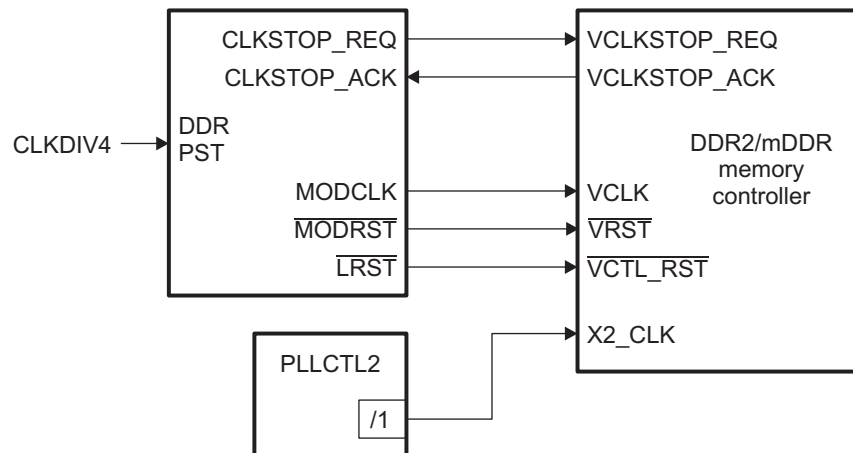 CLKSTOP_REQ
VCLKSTOP_REQ
CLKSTOP_ACK
VCLKSTOP_ACK
CLKDIV4
DDR
PST
DDR2/mDDR
memory
controller
MODCLK
VCLK
MODRST
VRST
LRST
VCTL_RST
X2_CLK
PLLCTL2
/1